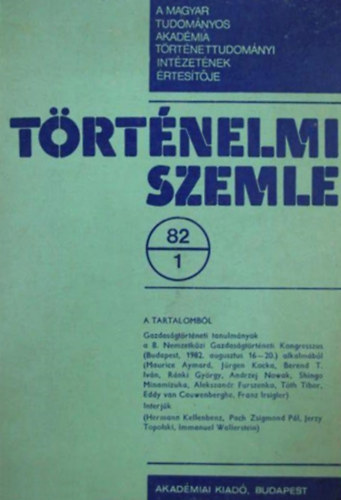 A MAGYAR
TUDOMÁNYOS
AKADÉMIA
TÖRTÉNETTUDOMÁNYI
INTÉZETÉNEK
ÉRTESÍTŐJE
TÖRTÉNELMI
SZEMLE
82
1
A TARTALOMBÓL
Gazdaságtörténeti tanulmányok
a 8. Nemzetközi Gazdaságtörténeti Kongresszus
(Budapest, 1982. augusztus 16—20.) alkalmából
(Maurice Aymard, Jürgen Kocka, Berend T.
Iván, Ránki György, Andrzej Nowak, Shingo
Minamizuka, Alekszandr Furszenko, Tóth Tibor,
Eddy van Cauwenberghe, Franz Irsigler)
Interjúk
(Hermann Kellenbenz, Pach Zsigmond Pál, Jerzy
Topolski, Immanuel Wallerstein)
AKADÉMIAI KIADÓ, BUDAPEST